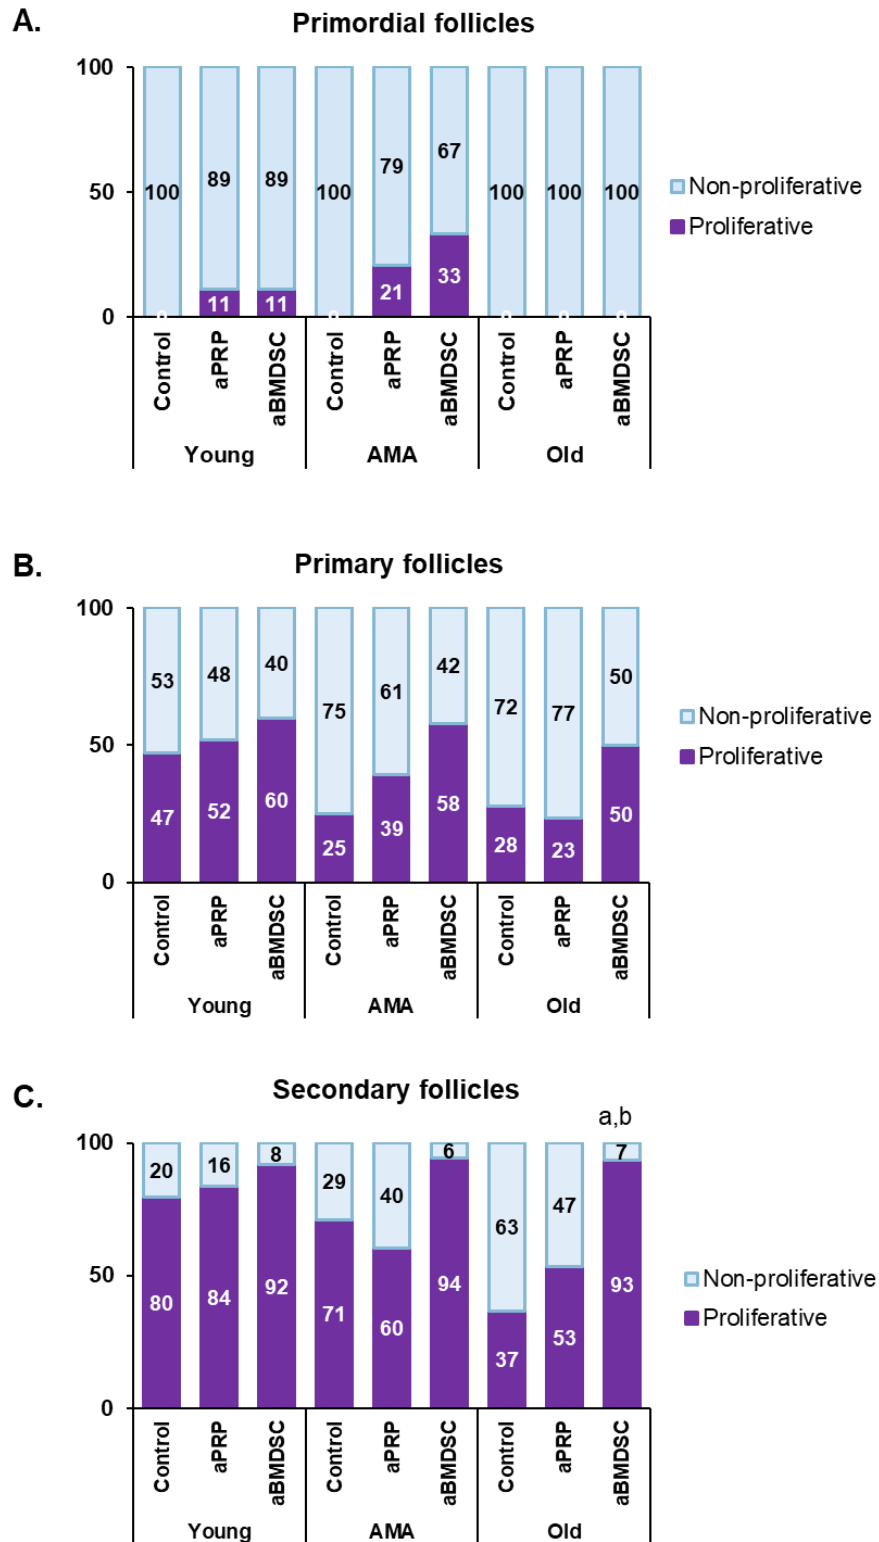 A.
Primordial follicles
100
50
0
100 89 89 100 79 67 100 100 100
0 11 11 0 21 33 0 0 0
Non-proliferative
Proliferative
Control aPRP aBMDSC Control aPRP aBMDSC Control aPRP aBMDSC
Young AMA Old
B.
Primary follicles
100
50
0
53 48 40 75 61 42 72 77 50
47 52 60 25 39 58 28 23 50
Non-proliferative
Proliferative
Control aPRP aBMDSC Control aPRP aBMDSC Control aPRP aBMDSC
Young AMA Old
C.
Secondary follicles
a,b
100
50
0
20 16 8 29 40 6 63 47 7
80 84 92 71 60 94 37 53 93
Non-proliferative
Proliferative
Control aPRP aBMDSC Control aPRP aBMDSC Control aPRP aBMDSC
Young AMA Old